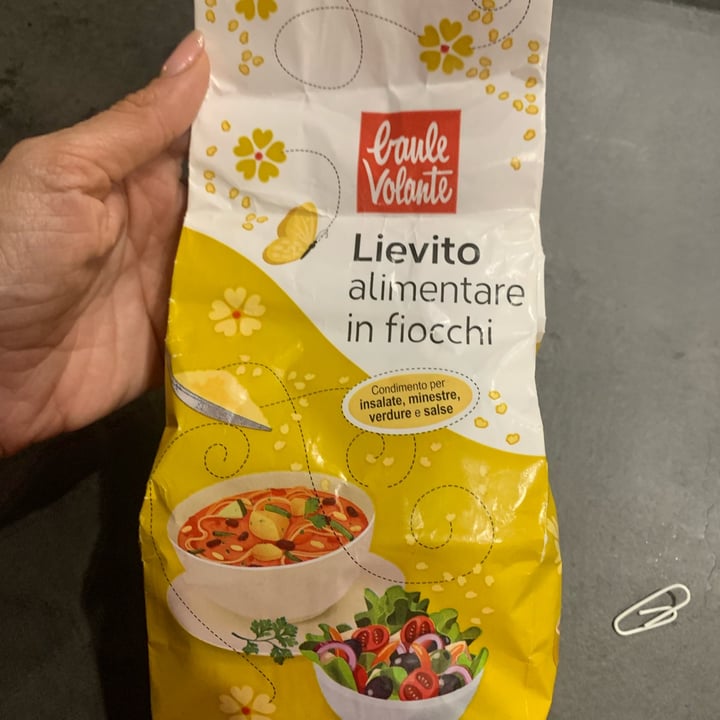 baule
Volante
Lievito
alimentare
in fiocchi
Condimento per
insalate, minestre,
verdure e salse